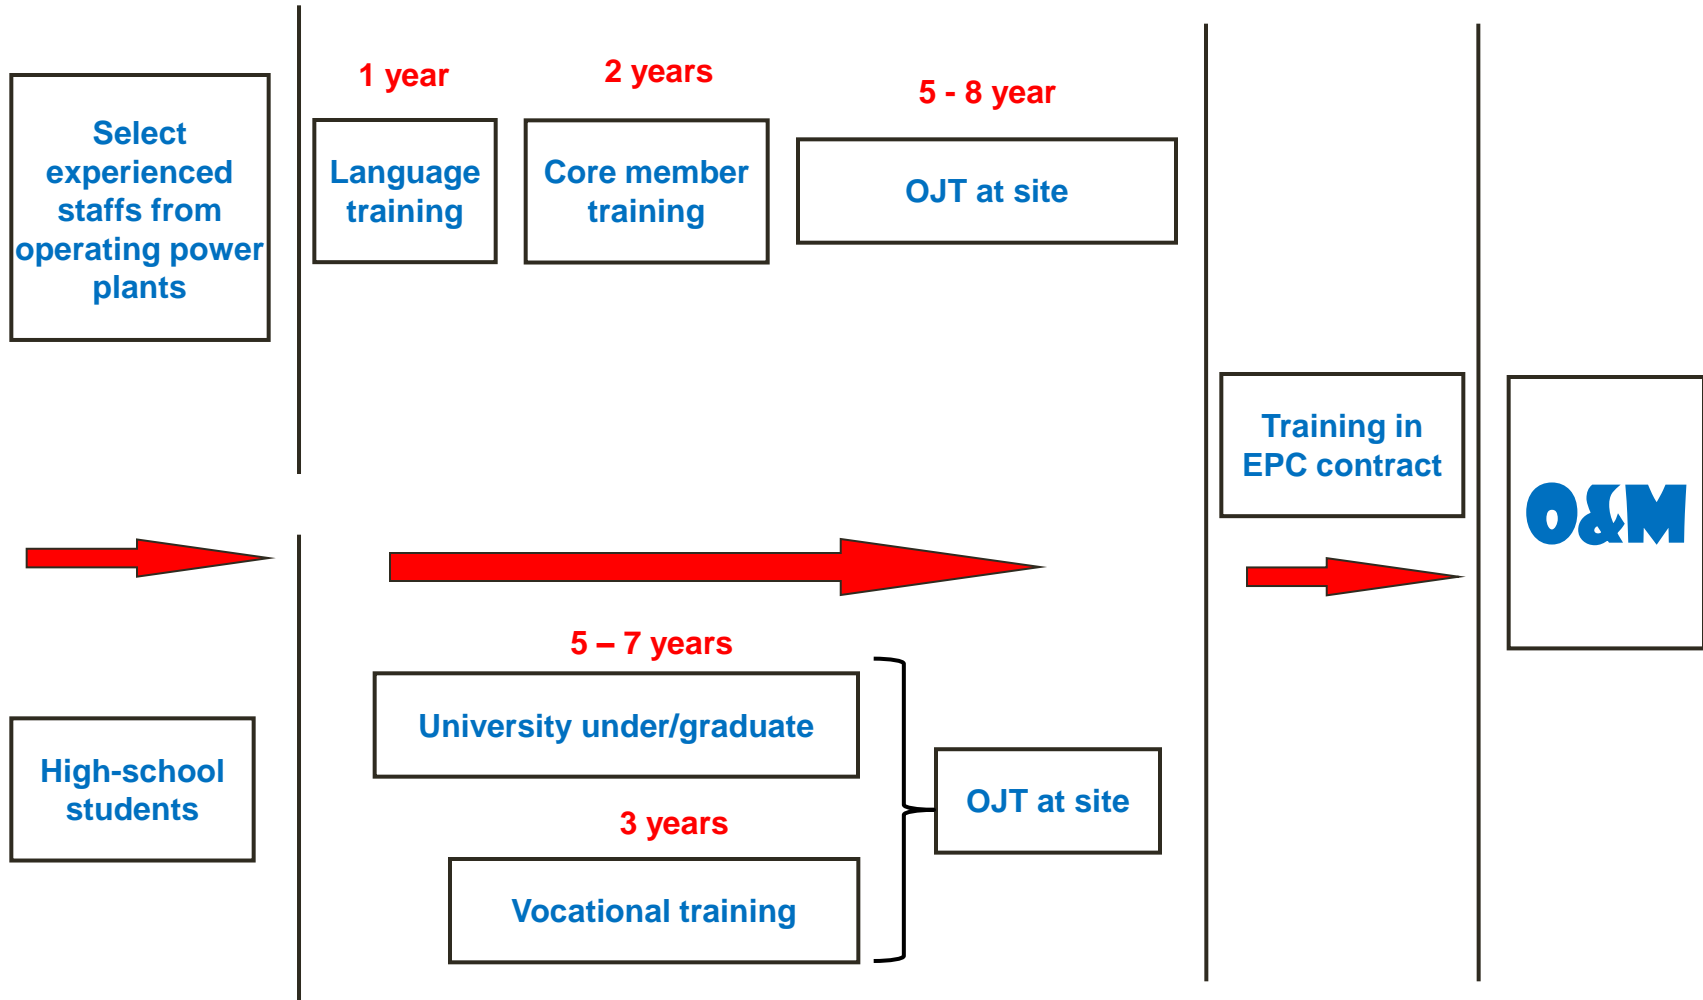 Select
experienced
staffs from
operating power
plants
1 year
Language
training
2 years
Core member
training
5 - 8 year
OJT at site
Training in
EPC contract
O&M
High-school
students
5 – 7 years
University under/graduate
3 years
Vocational training
OJT at site